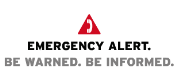 EMERGENCY ALERT.
BE WARNED. BE INFORMED.